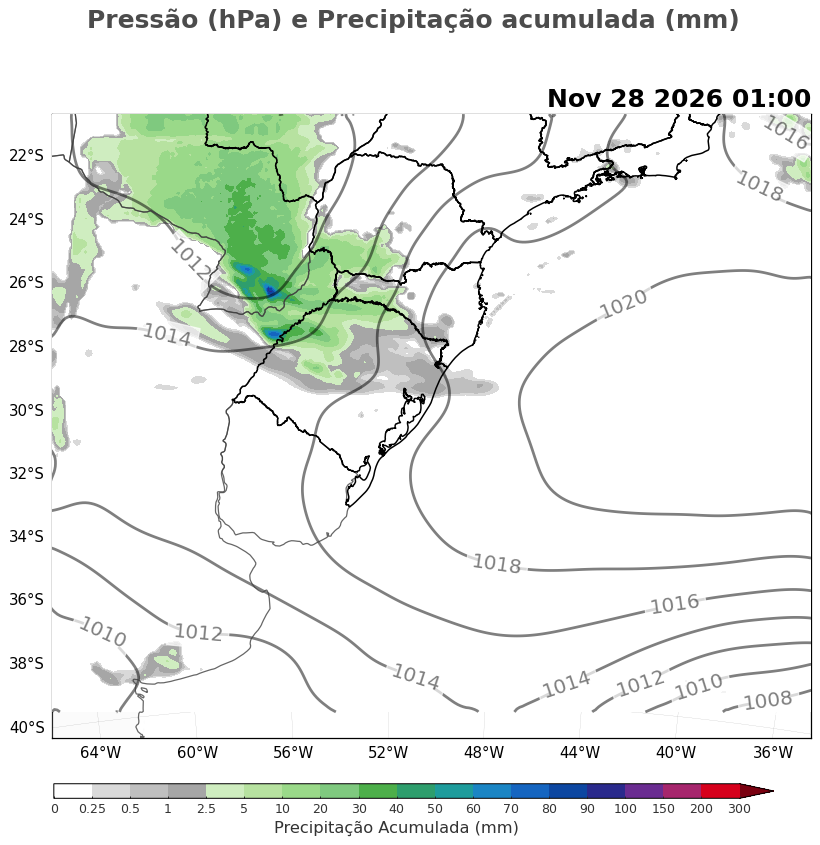 Pressão (hPa) e Precipitação acumulada (mm)
Nov 28 2026 01:00
1016
1018
1012
1020
1014
1018
1016
1010
1012
1014
1014
1012
1010
1008
22°S
24°S
26°S
28°S
30°S
32°S
34°S
36°S
38°S
40°S
64°W 60°W 56°W 52°W 48°W 44°W 40°W 36°W
0 0.25 0.5 1 2.5 5 10 20 30 40 50 60 70 80 90 100 150 200 300
Precipitação Acumulada (mm)